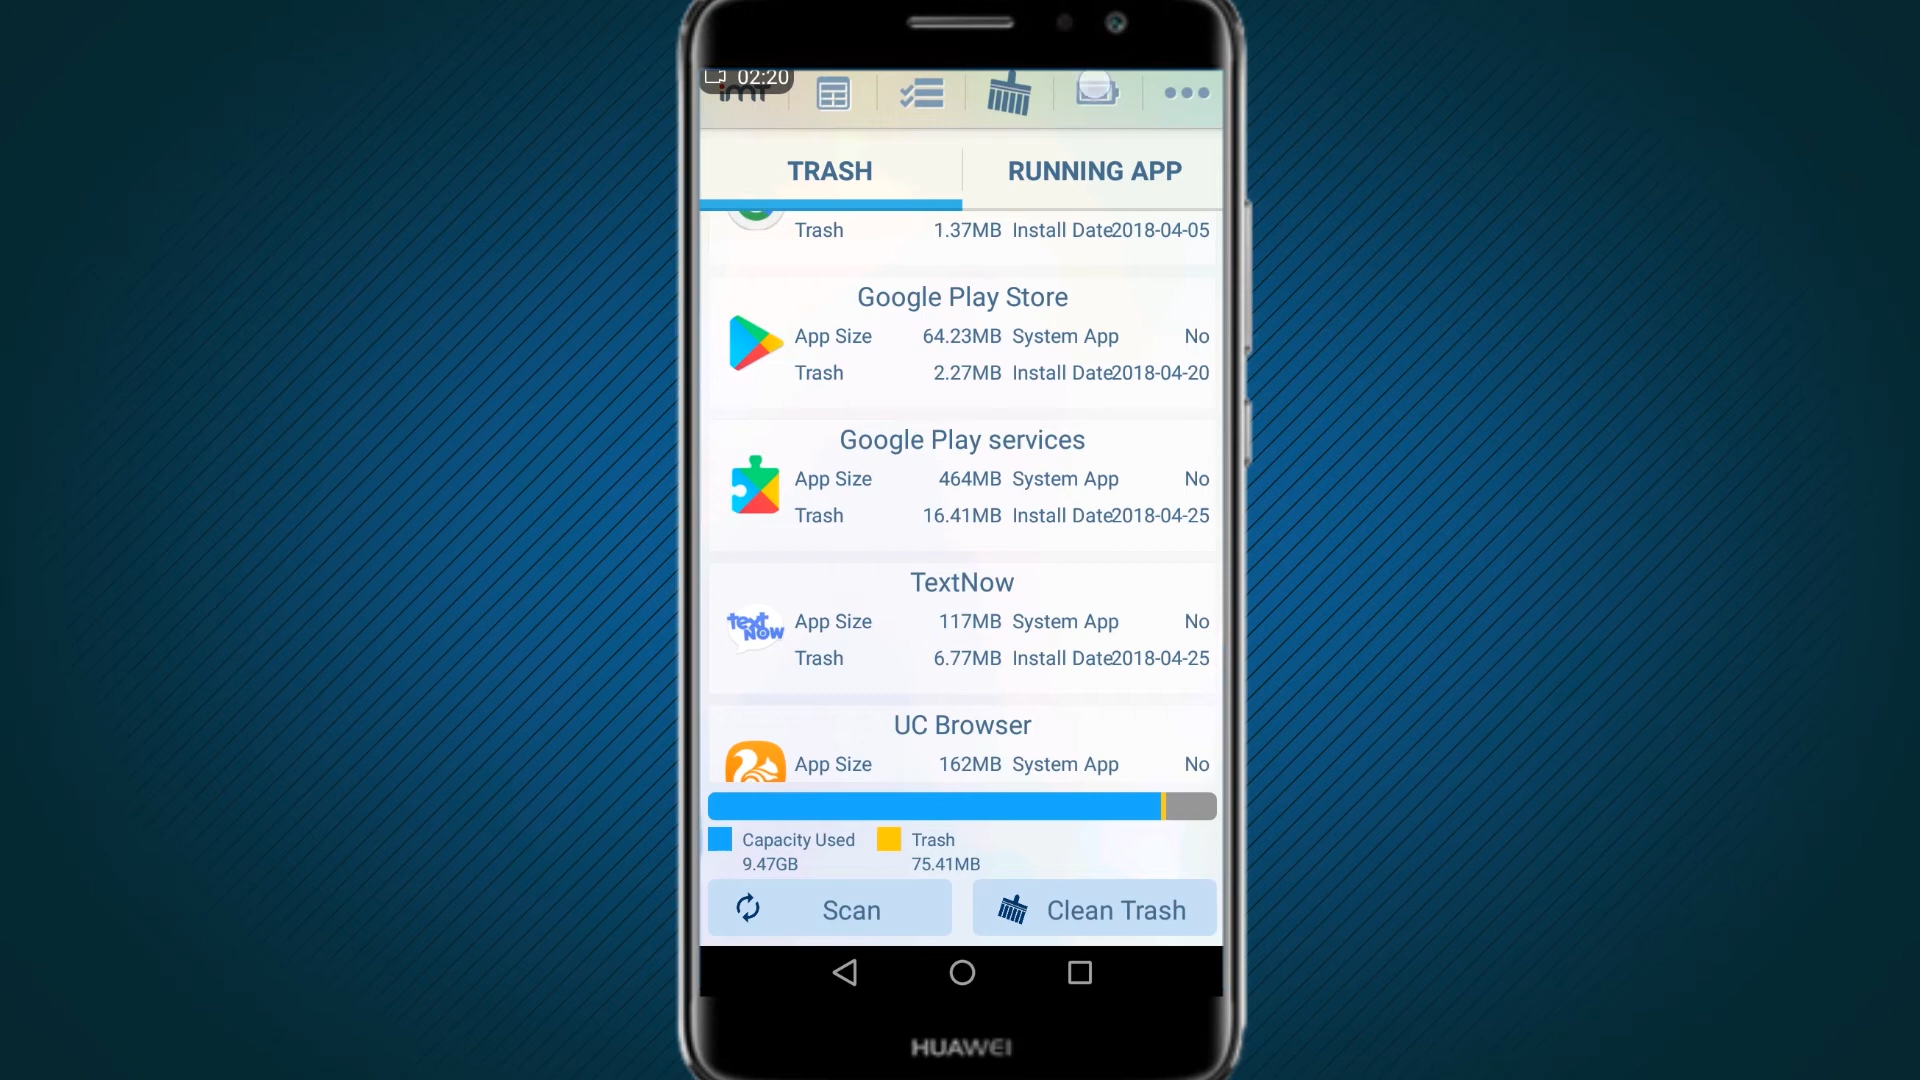 02:20
imt
TRASH RUNNING APP
Trash 1.37MB Install Date2018-04-05
Google Play Store
App Size 64.23MB System App No
Trash 2.27MB Install Date2018-04-20
Google Play services
App Size 464MB System App No
Trash 16.41MB Install Date2018-04-25
TextNow
text
NOW
App Size 117MB System App No
Trash 6.77MB Install Date2018-04-25
UC Browser
App Size 162MB System App No
Capacity Used Trash
9.47GB 75.41MB
Scan Clean Trash
HUAWEI